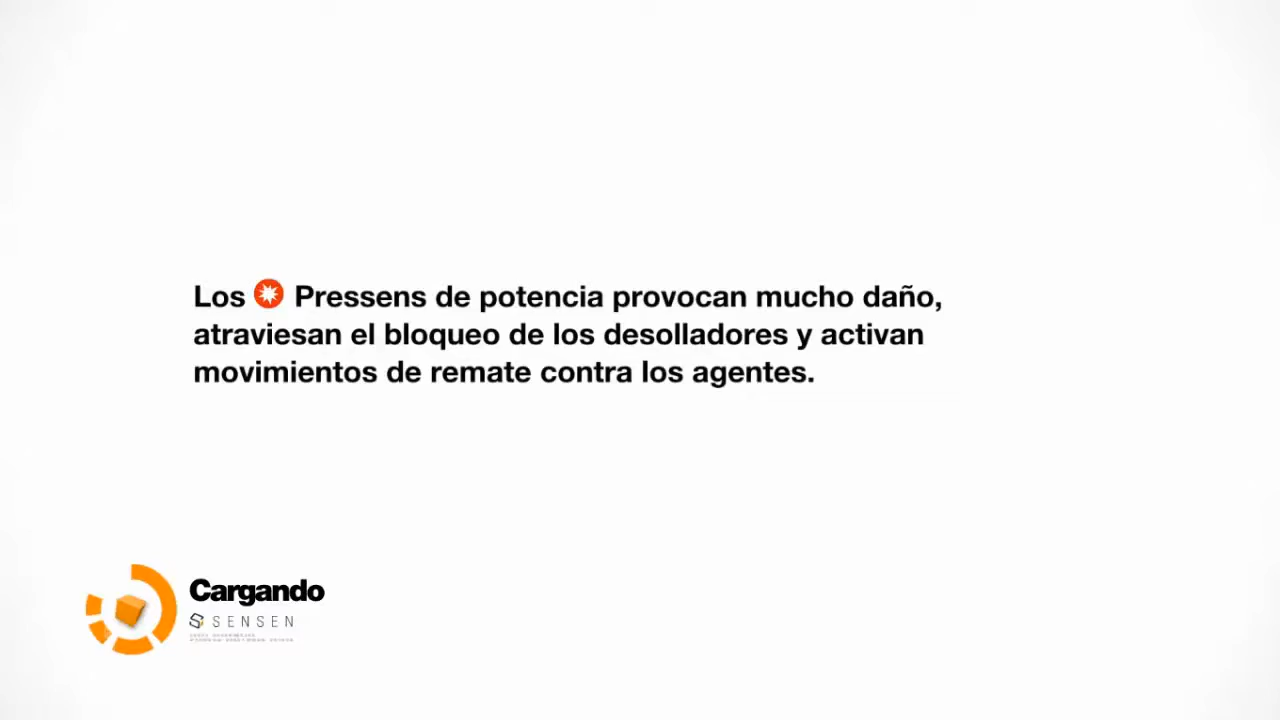 Los Pressens de potencia provocan mucho daño,
atraviesan el bloqueo de los desolladores y activan
movimientos de remate contra los agentes.
Cargando
SENSEN